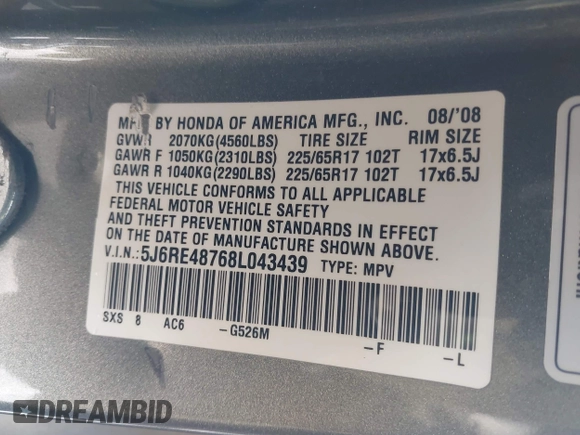 MFD BY HONDA OF AMERICA MFG., INC. 08/'08
GVWR 2070KG(4560LBS) TIRE SIZE RIM SIZE
GAWR F 1050KG(2310LBS) 225/65R17 102T 17x6.5J
GAWR R 1040KG(2290LBS) 225/65R17 102T 17x6.5J
THIS VEHICLE CONFORMS TO ALL APPLICABLE
FEDERAL MOTOR VEHICLE SAFETY
AND THEFT PREVENTION STANDARDS IN EFFECT
ON THE DATE OF MANUFACTURE SHOWN ABOVE.
V.I.N.: 5J6RE48768L043439 TYPE: MPV
SXS 8 AC6 -G526M -F -L
DREAMBID